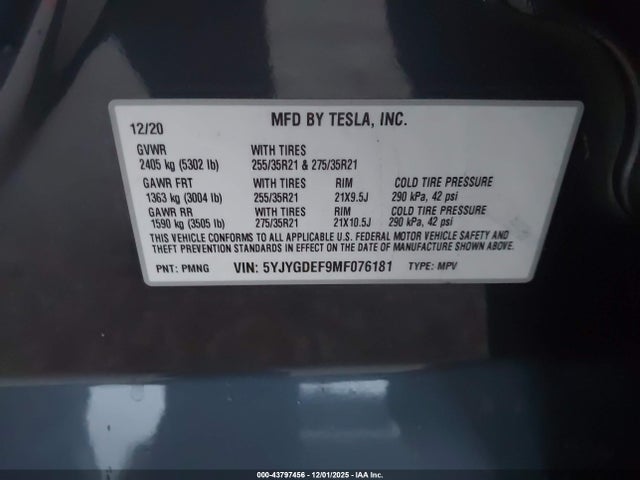 12/20 MFD BY TESLA, INC.
GVWR WITH TIRES
2405 kg (5302 lb) 255/35R21 & 275/35R21
GAWR FRT WITH TIRES RIM COLD TIRE PRESSURE
1363 kg (3004 lb) 255/35R21 21X9.5J 290 kPa, 42 psi
GAWR RR WITH TIRES RIM COLD TIRE PRESSURE
1590 kg (3505 lb) 275/35R21 21X10.5J 290 kPa, 42 psi
THIS VEHICLE CONFORMS TO ALL APPLICABLE U.S. FEDERAL MOTOR VEHICLE SAFETY AND
THEFT PREVENTION STANDARDS IN EFFECT ON THE DATE OF MANUFACTURE SHOWN ABOVE.
PNT: PMNG VIN: 5YJYGDEF9MF076181 TYPE: MPV
000-43797456 - 12/01/2025 - IAA Inc.